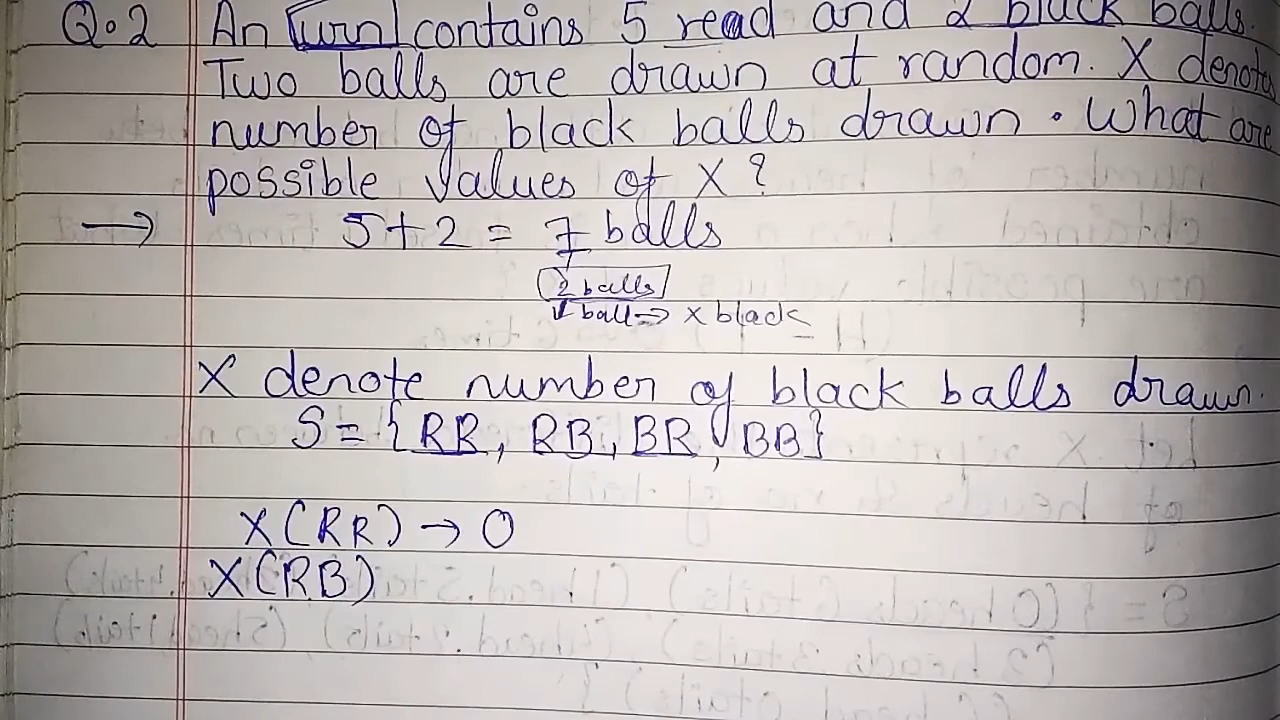 Q.2 An Urn contains 5 read and 2 black balls.
Two balls are drawn at random. X denotes
number of black balls drawn. What are
possible values of X?
→ 5+2 = 7 balls
2 balls
1 ball → X black
X denote number of black balls drawn.
S = {RR, RB, BR, BB}
X(RR) → 0
X(RB)